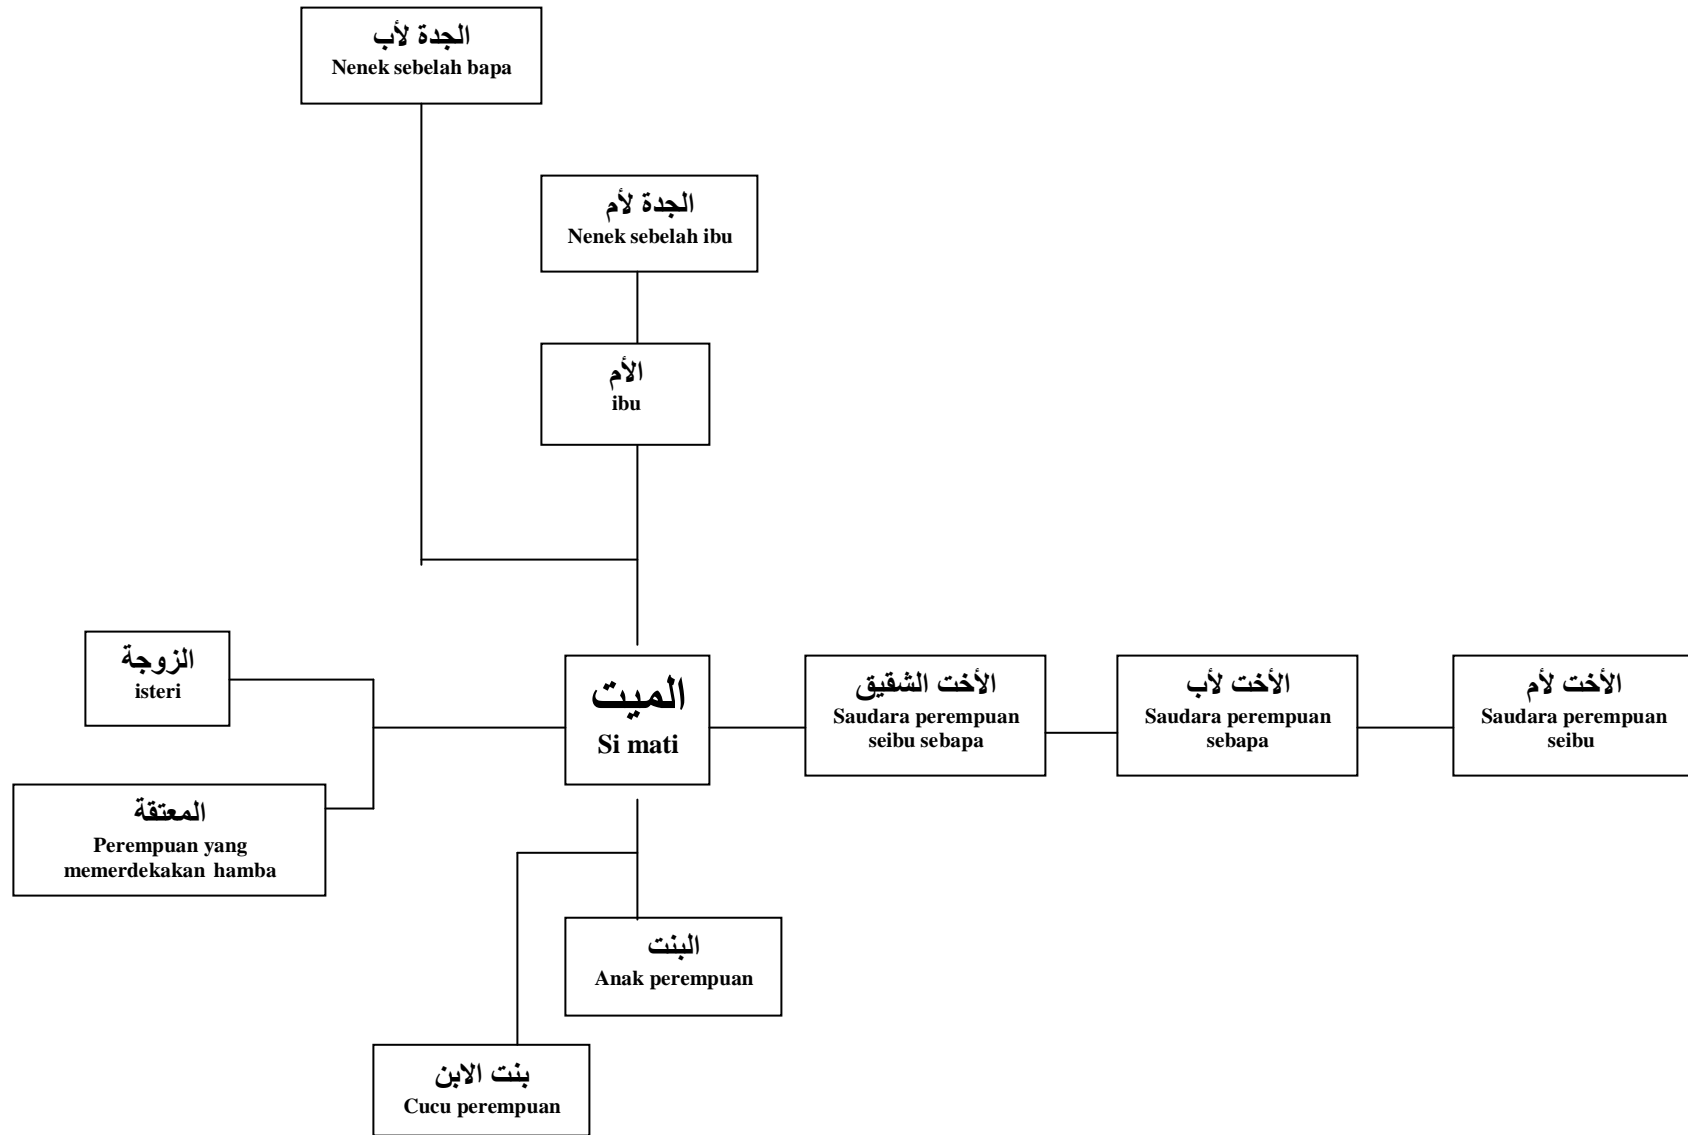 الجدة لأب
Nenek sebelah bapa
الجدة لأم
Nenek sebelah ibu
الأم
ibu
الزوجة
isteri
الميت
Si mati
الأخت الشقيق
Saudara perempuan
seibu sebapa
الأخت لأب
Saudara perempuan
sebapa
الأخت لأم
Saudara perempuan
seibu
المعتقة
Perempuan yang
memerdekakan hamba
البنت
Anak perempuan
بنت الابن
Cucu perempuan